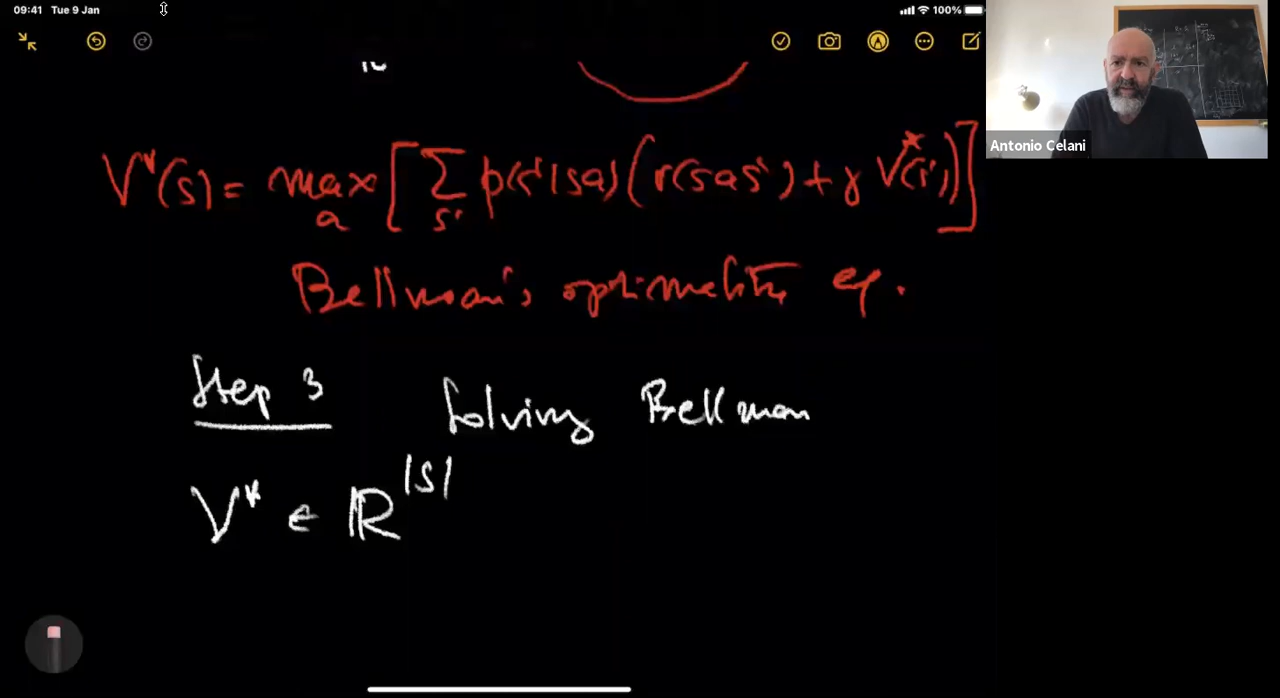 09:41 Tue 9 Jan
100%
Antonio Celani
V*(s) = max_a [ Σ_s' p(s'|sa) ( r(sas') + γ V*(s') ) ]
Bellman's optimality eq.
Step 3 Solving Bellman
V* ∈ ℝ^|S|